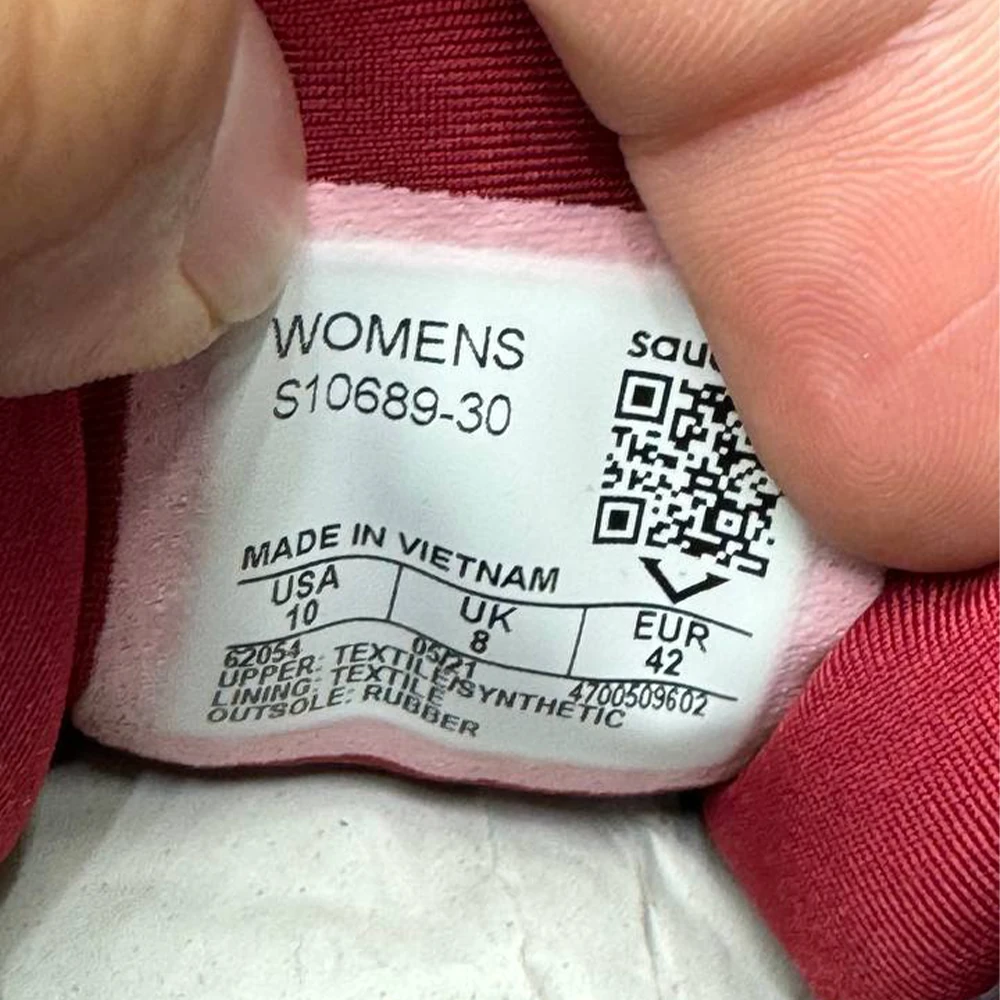 WOMENS
S10689-30
sau
MADE IN VIETNAM
USA UK EUR
10 8 42
62054 05/21 4700509602
UPPER: TEXTILE/SYNTHETIC
LINING: TEXTILE
OUTSOLE: RUBBER